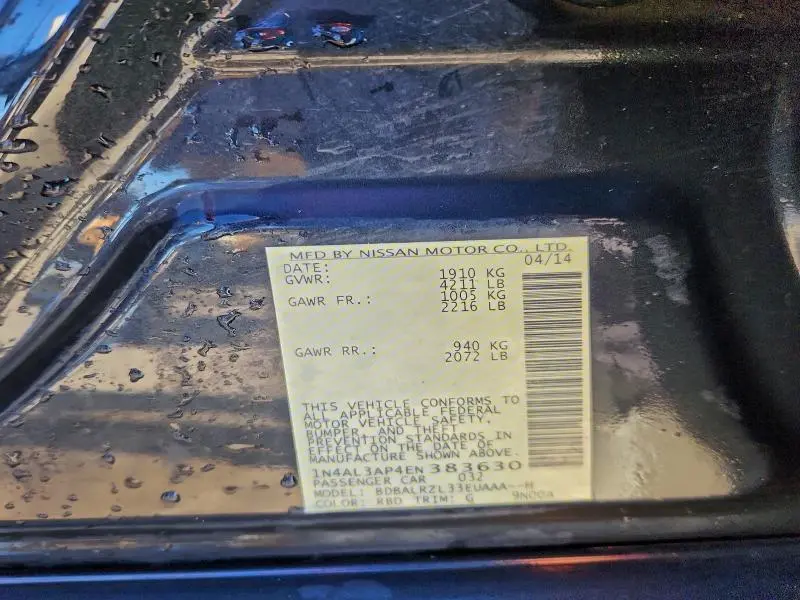 MFD BY NISSAN MOTOR CO., LTD.
DATE: 04/14
GVWR: 1910 KG
4211 LB
GAWR FR.: 1005 KG
2216 LB
GAWR RR.: 940 KG
2072 LB
THIS VEHICLE CONFORMS TO
ALL APPLICABLE FEDERAL
MOTOR VEHICLE SAFETY,
BUMPER, AND THEFT
PREVENTION STANDARDS IN
EFFECT ON THE DATE OF
MANUFACTURE SHOWN ABOVE.
1N4AL3AP4EN 383630
PASSENGER CAR 032
MODEL: BDBALRZL33EUAAA--H
COLOR: RBD TRIM: G